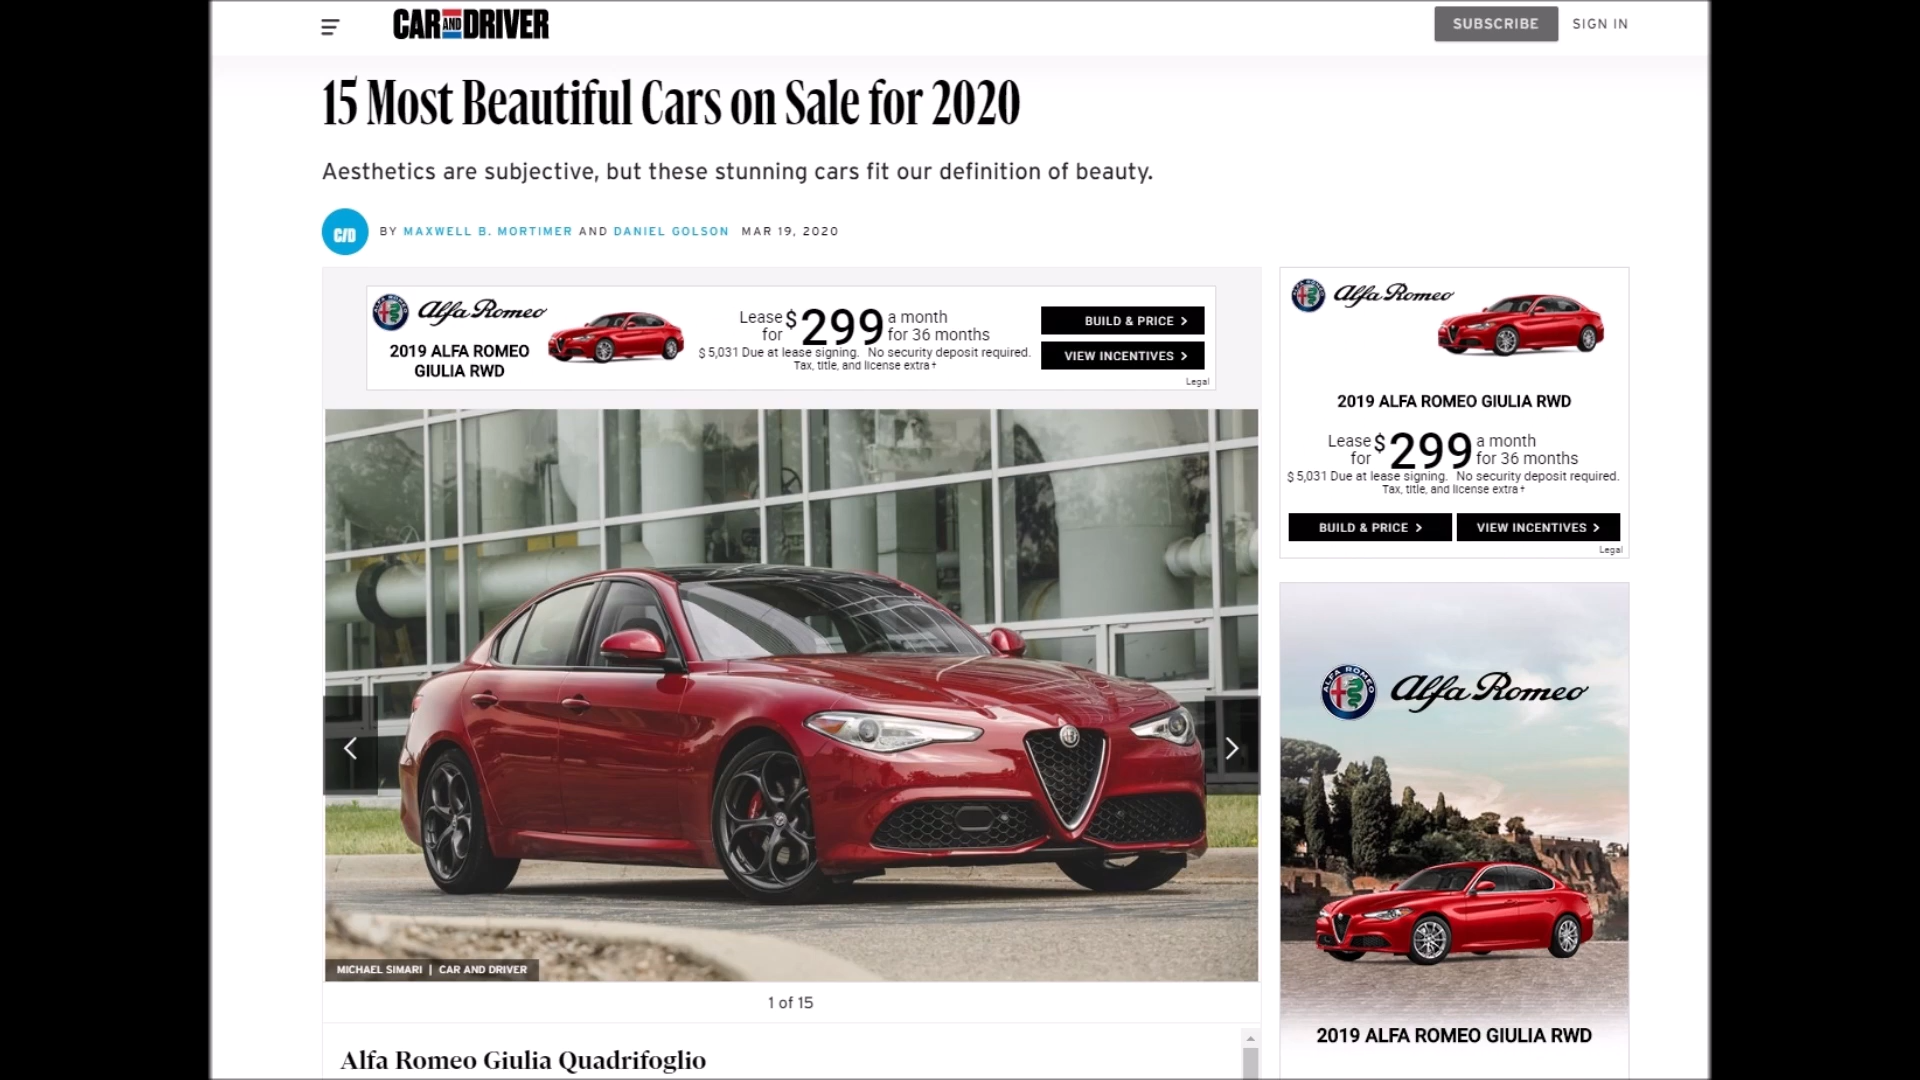 CAR AND DRIVER
SUBSCRIBE
SIGN IN
15 Most Beautiful Cars on Sale for 2020
Aesthetics are subjective, but these stunning cars fit our definition of beauty.
C/D
BY MAXWELL B. MORTIMER AND DANIEL GOLSON MAR 19, 2020
Alfa Romeo
2019 ALFA ROMEO
GIULIA RWD
Lease for $299 a month for 36 months
$5,031 Due at lease signing. No security deposit required.
Tax, title, and license extra†
BUILD & PRICE >
VIEW INCENTIVES >
Legal
MICHAEL SIMARI | CAR AND DRIVER
1 of 15
Alfa Romeo Giulia Quadrifoglio
ALFA ROMEO
Alfa Romeo
2019 ALFA ROMEO GIULIA RWD
Lease for $299 a month for 36 months
$5,031 Due at lease signing. No security deposit required.
Tax, title, and license extra†
BUILD & PRICE >
VIEW INCENTIVES >
Legal
ALFA ROMEO
Alfa Romeo
2019 ALFA ROMEO GIULIA RWD